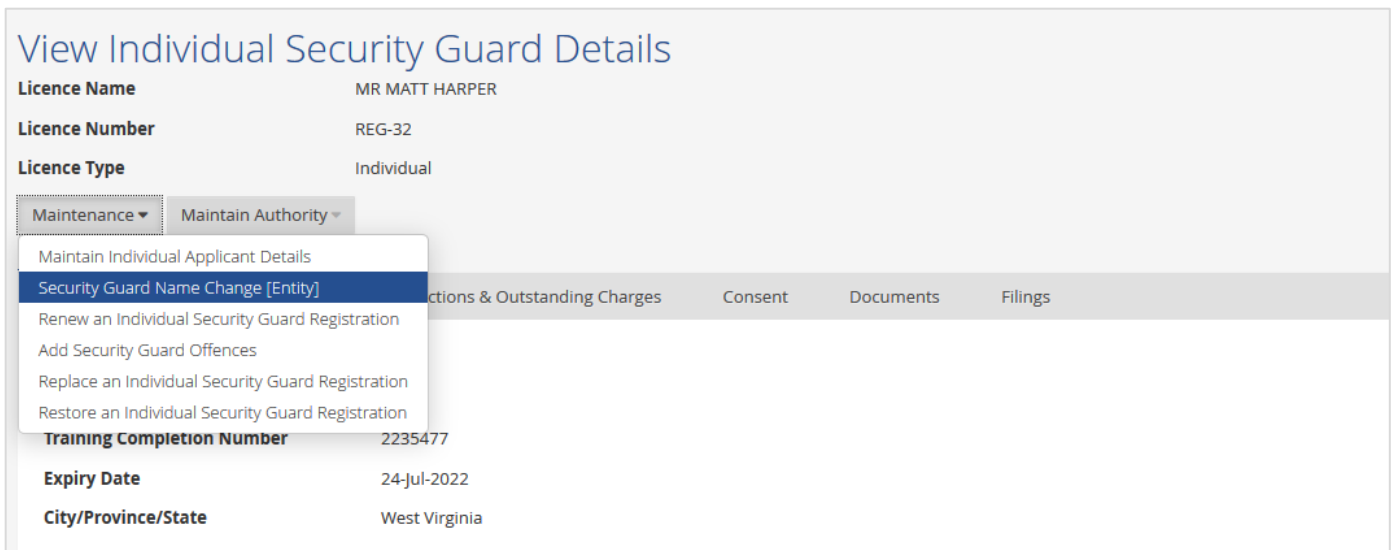 View Individual Security Guard Details
Licence Name MR MATT HARPER
Licence Number REG-32
Licence Type Individual
Maintenance Maintain Authority
Maintain Individual Applicant Details
Security Guard Name Change [Entity]
Renew an Individual Security Guard Registration
Add Security Guard Offences
Replace an Individual Security Guard Registration
Restore an Individual Security Guard Registration
& Outstanding Charges Consent Documents Filings
Training Completion Number 2235477
Expiry Date 24-Jul-2022
City/Province/State West Virginia